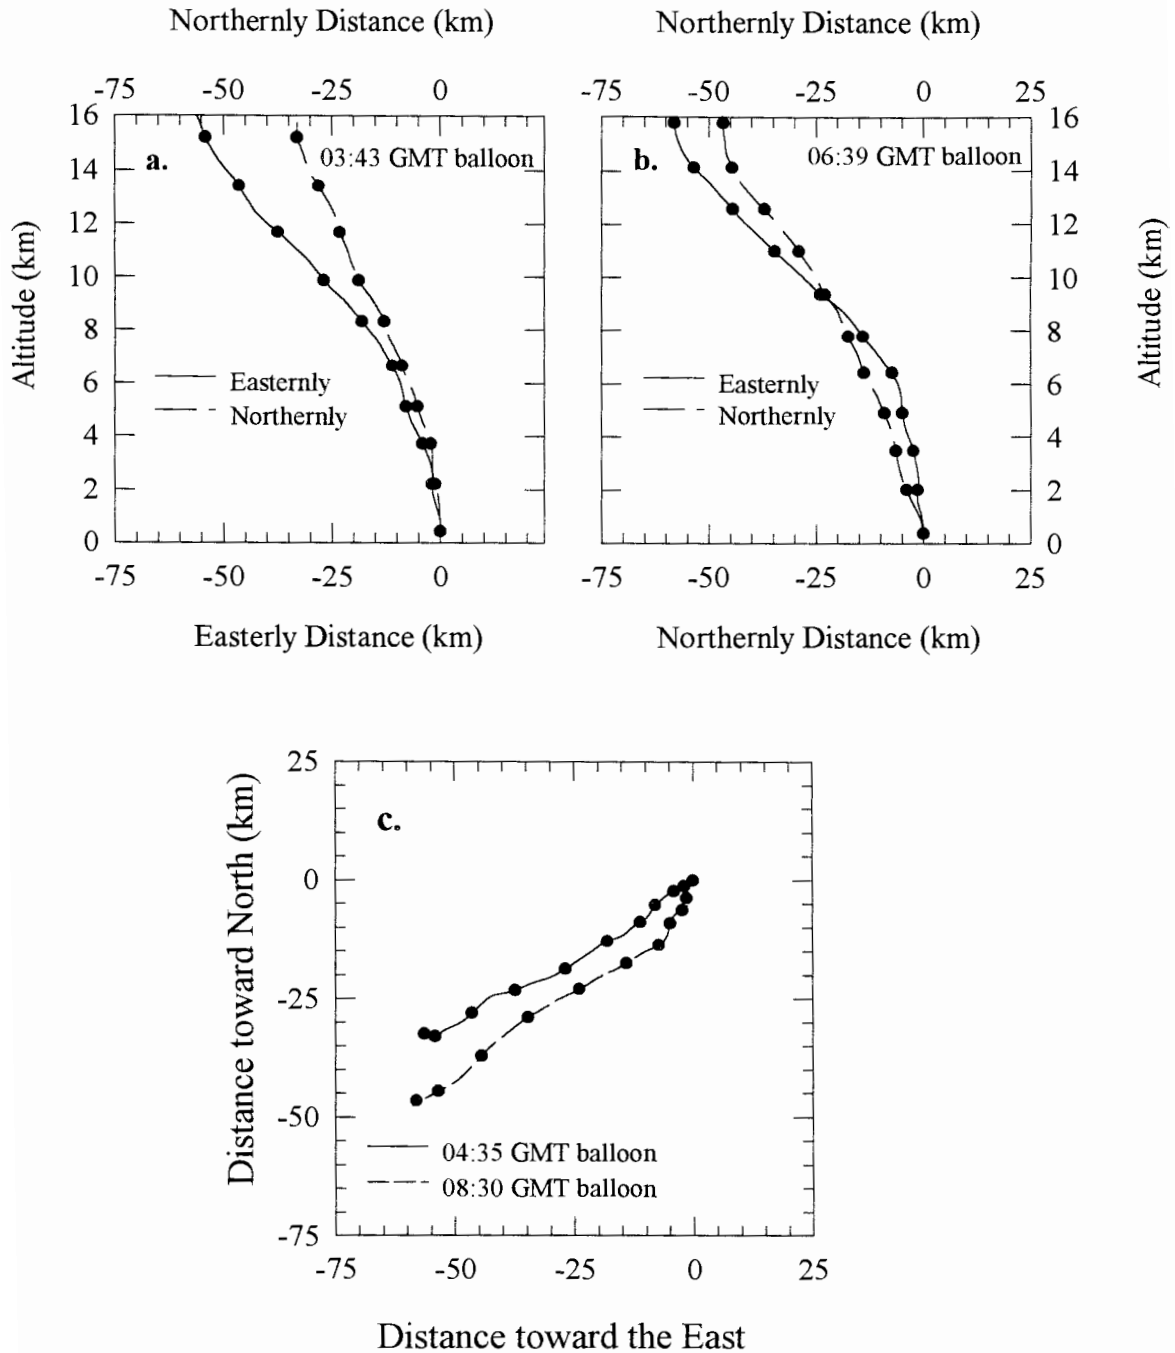 Northernly Distance (km)
-75 -50 -25 0
16
14
12
10
8
6
4
2
0
Altitude (km)
a.
03:43 GMT balloon
Easternly
Northernly
-75 -50 -25 0
Easterly Distance (km)
Northernly Distance (km)
-75 -50 -25 0 25
b.
06:39 GMT balloon
Easternly
Northernly
16
14
12
10
8
6
4
2
0
Altitude (km)
-75 -50 -25 0 25
Northernly Distance (km)
25
0
-25
-50
-75
Distance toward North (km)
c.
04:35 GMT balloon
08:30 GMT balloon
-75 -50 -25 0 25
Distance toward the East